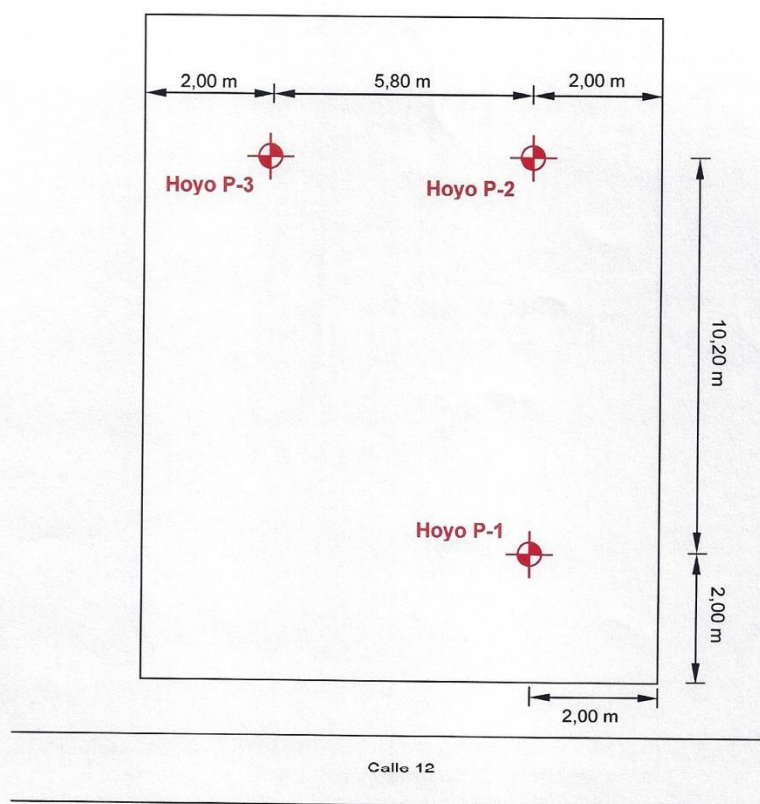 2,00 m
5,80 m
2,00 m
Hoyo P-3
Hoyo P-2
10,20 m
Hoyo P-1
2,00 m
2,00 m
Calle 12